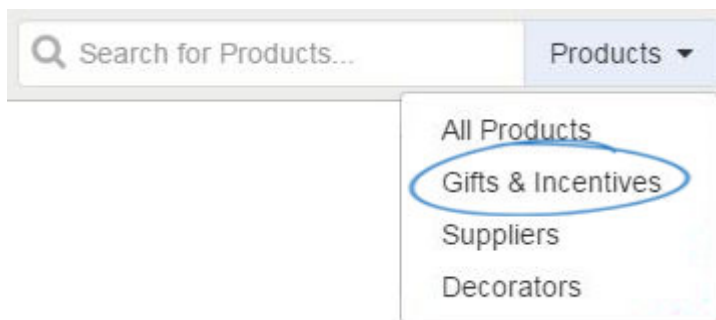 Search for Products... Products
All Products
Gifts & Incentives
Suppliers
Decorators